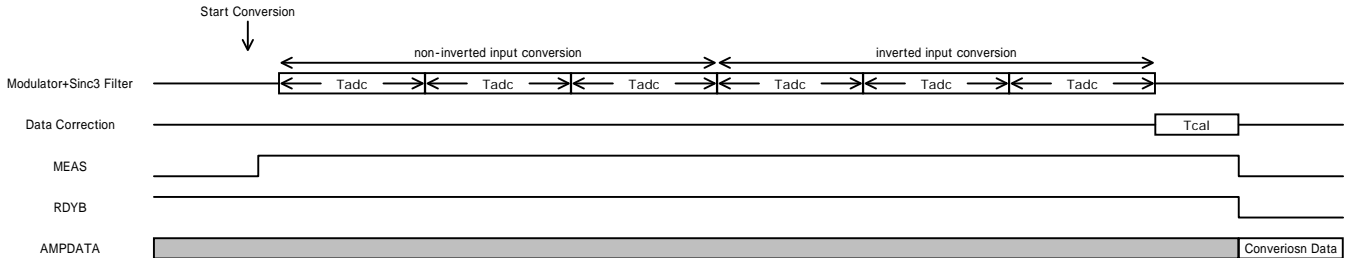 Start Conversion
non-inverted input conversion inverted input conversion
Modulator+Sinc3 Filter Tadc Tadc Tadc Tadc Tadc Tadc
Data Correction Tcal
MEAS
RDYB
AMPDATA Converiosn Data